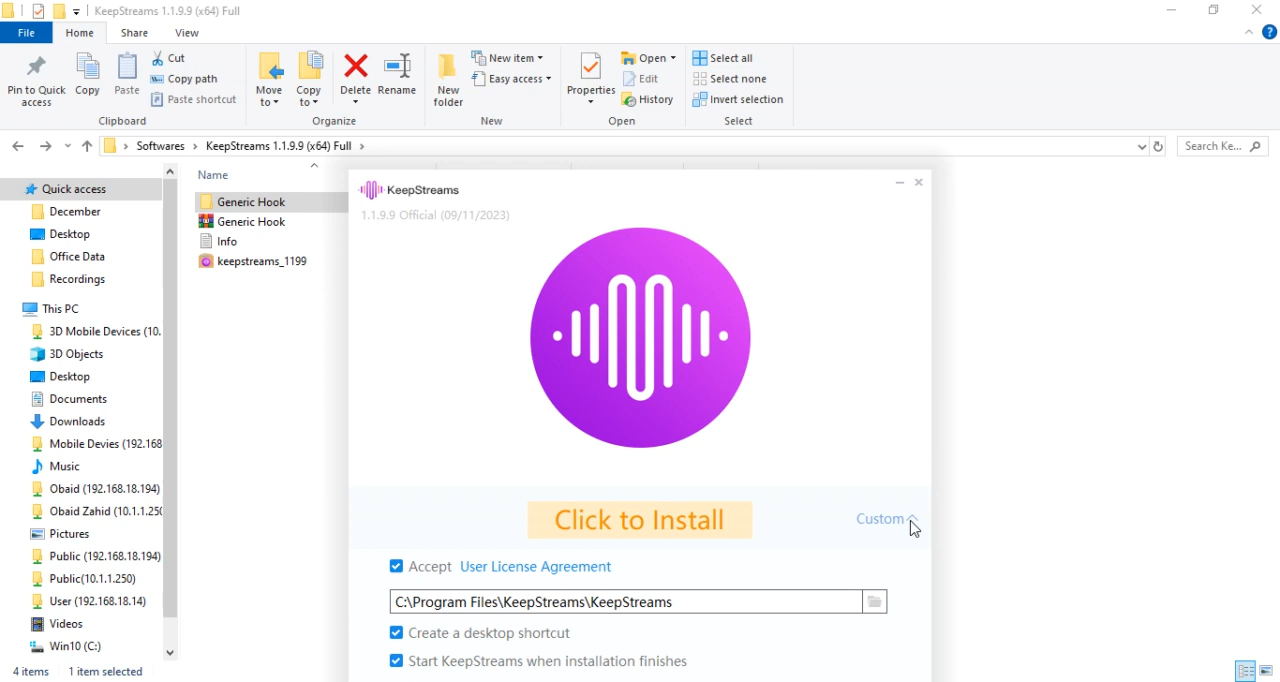 KeepStreams 1.1.9.9 (x64) Full
File Home Share View
Pin to Quick access
Copy
Paste
Cut
Copy path
Paste shortcut
Clipboard
Move to
Copy to
Delete
Rename
Organize
New folder
New item
Easy access
New
Properties
Open
Edit
History
Open
Select all
Select none
Invert selection
Select
Softwares › KeepStreams 1.1.9.9 (x64) Full ›
Search Ke...
Quick access
December
Desktop
Office Data
Recordings
This PC
3D Mobile Devices (10.
3D Objects
Desktop
Documents
Downloads
Mobile Devies (192.168
Music
Obaid (192.168.18.194)
Obaid Zahid (10.1.1.250
Pictures
Public (192.168.18.194)
Public(10.1.1.250)
User (192.168.18.14)
Videos
Win10 (C:)
Name
Generic Hook
Generic Hook
Info
keepstreams_1199
KeepStreams
1.1.9.9 Official (09/11/2023)
Click to Install
Custom
Accept User License Agreement
C:\Program Files\KeepStreams\KeepStreams
Create a desktop shortcut
Start KeepStreams when installation finishes
4 items 1 item selected